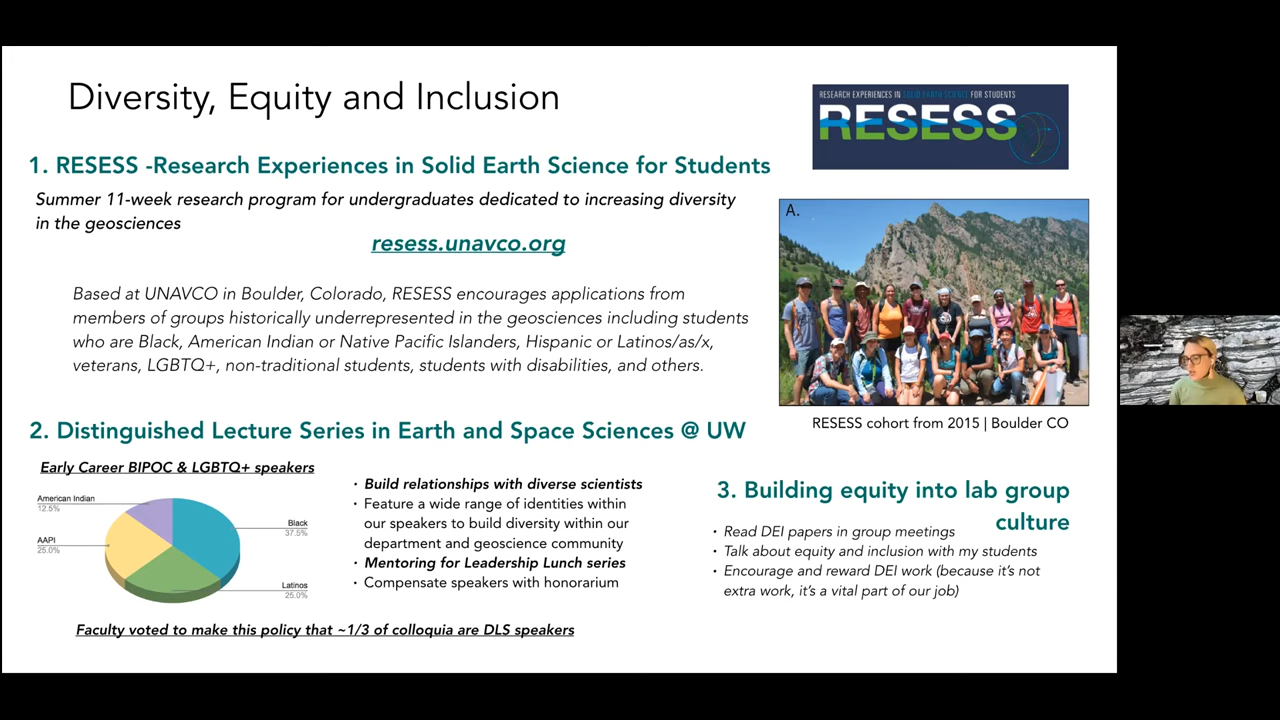 Diversity, Equity and Inclusion
RESEARCH EXPERIENCES IN SOLID EARTH SCIENCE FOR STUDENTS
RESESS
1. RESESS -Research Experiences in Solid Earth Science for Students
Summer 11-week research program for undergraduates dedicated to increasing diversity
in the geosciences
resess.unavco.org
A.
Based at UNAVCO in Boulder, Colorado, RESESS encourages applications from
members of groups historically underrepresented in the geosciences including students
who are Black, American Indian or Native Pacific Islanders, Hispanic or Latinos/as/x,
veterans, LGBTQ+, non-traditional students, students with disabilities, and others.
RESESS cohort from 2015 | Boulder CO
2. Distinguished Lecture Series in Earth and Space Sciences @ UW
Early Career BIPOC & LGBTQ+ speakers
American Indian
12.5%
AAPI
25.0%
Black
37.5%
Latinos
25.0%
· Build relationships with diverse scientists
· Feature a wide range of identities within
our speakers to build diversity within our
department and geoscience community
· Mentoring for Leadership Lunch series
· Compensate speakers with honorarium
Faculty voted to make this policy that ~1/3 of colloquia are DLS speakers
3. Building equity into lab group
culture
· Read DEI papers in group meetings
· Talk about equity and inclusion with my students
· Encourage and reward DEI work (because it's not
extra work, it's a vital part of our job)